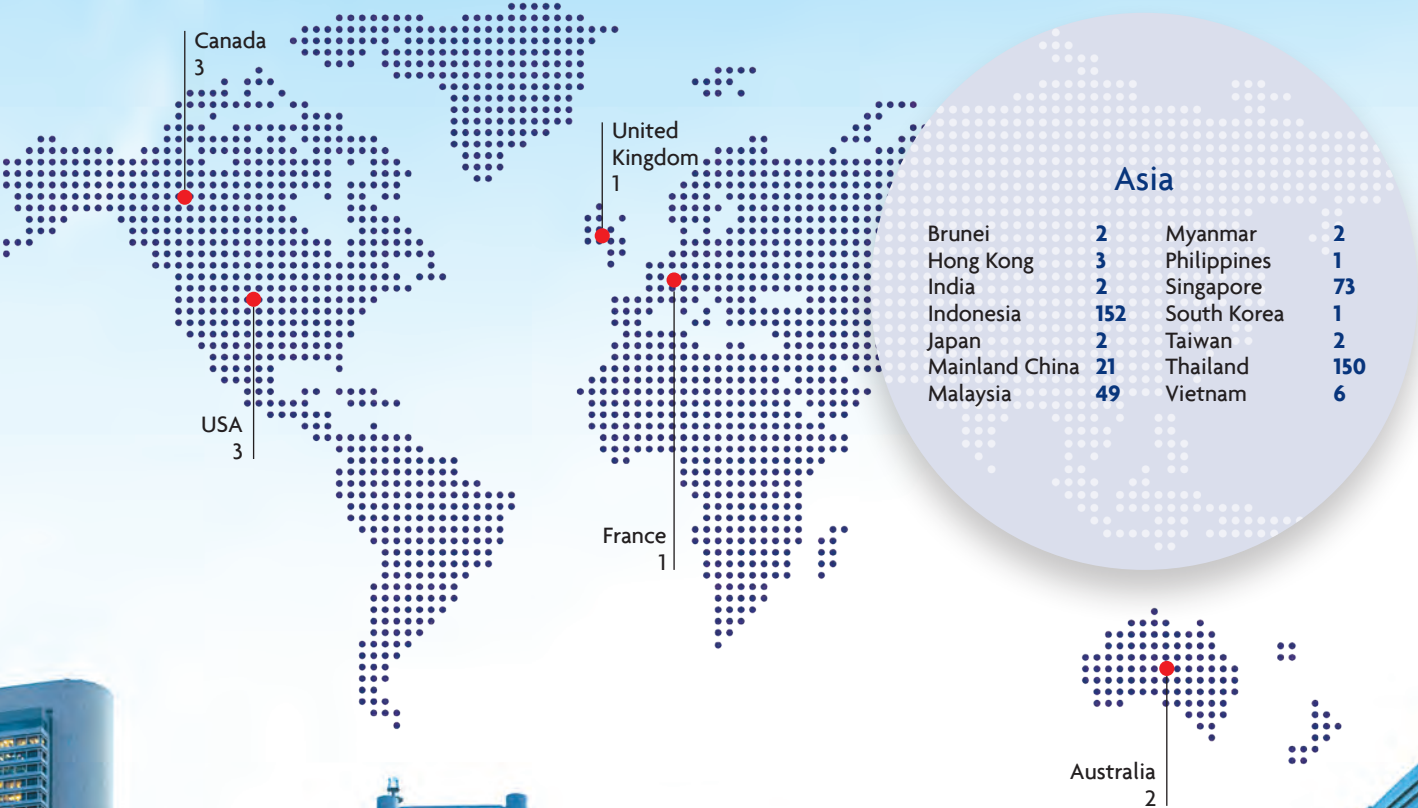 Canada
3
United
Kingdom
1
USA
3
France
1
Asia
Brunei 2 Myanmar 2
Hong Kong 3 Philippines 1
India 2 Singapore 73
Indonesia 152 South Korea 1
Japan 2 Taiwan 2
Mainland China 21 Thailand 150
Malaysia 49 Vietnam 6
Australia
2